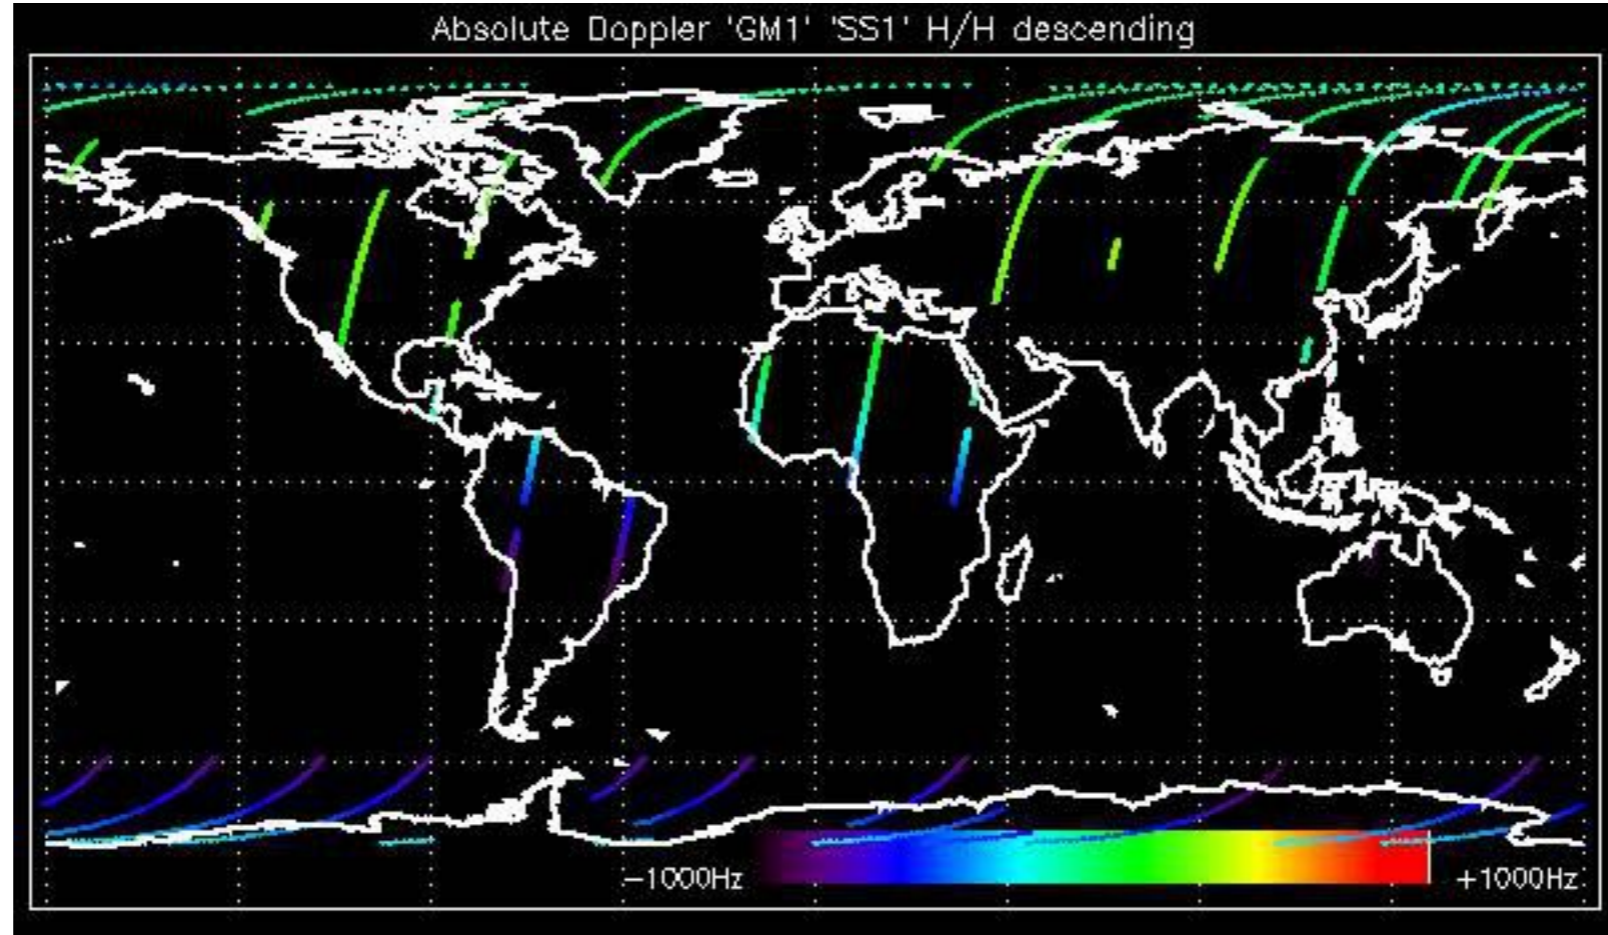 Absolute Doppler 'GM1' 'SS1' H/H descending
−1000Hz
+1000Hz